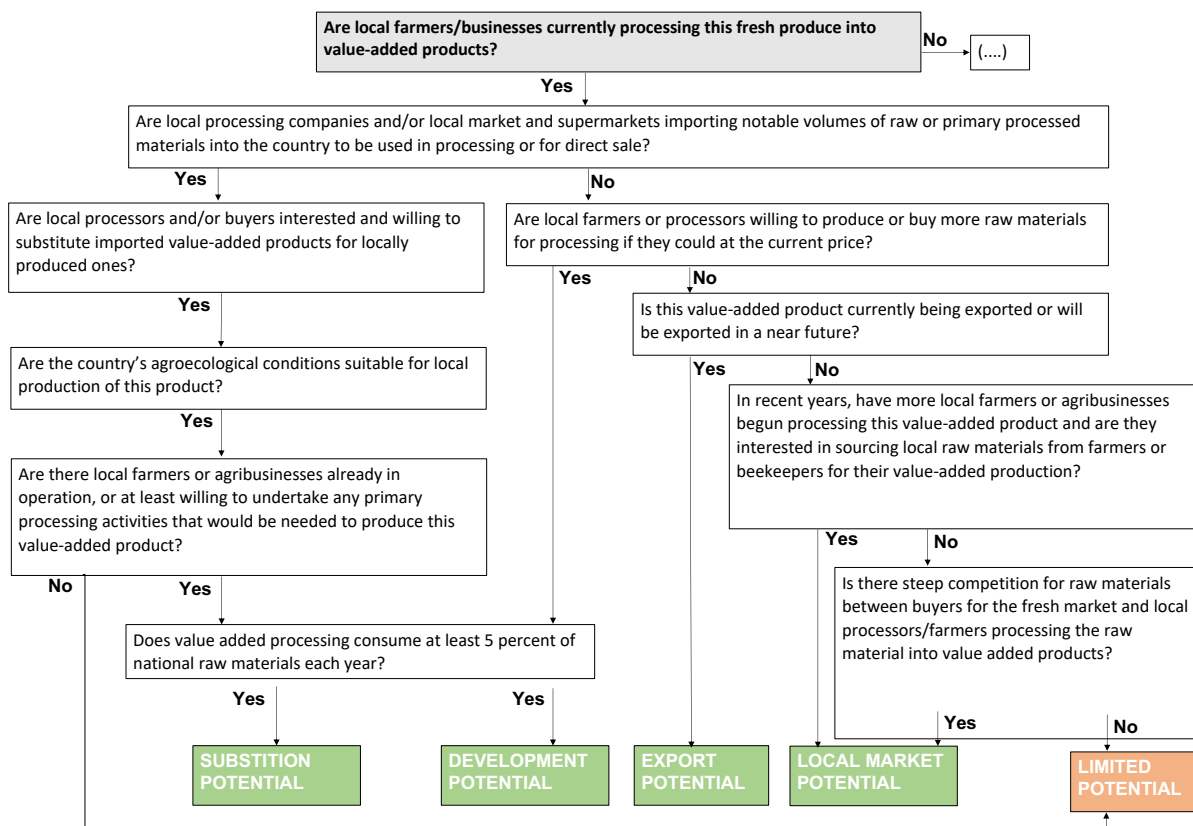 Are local farmers/businesses currently processing this fresh produce into
value-added products?
No
(....)
Yes
Are local processing companies and/or local market and supermarkets importing notable volumes of raw or primary processed
materials into the country to be used in processing or for direct sale?
Yes
No
Are local processors and/or buyers interested and willing to
substitute imported value-added products for locally
produced ones?
Are local farmers or processors willing to produce or buy more raw materials
for processing if they could at the current price?
Yes
Yes
No
Is this value-added product currently being exported or will
be exported in a near future?
Are the country's agroecological conditions suitable for local
production of this product?
Yes
No
Yes
In recent years, have more local farmers or agribusinesses
begun processing this value-added product and are they
interested in sourcing local raw materials from farmers or
beekeepers for their value-added production?
Are there local farmers or agribusinesses already in
operation, or at least willing to undertake any primary
processing activities that would be needed to produce this
value-added product?
Yes
No
No
Yes
Is there steep competition for raw materials
between buyers for the fresh market and local
processors/farmers processing the raw
material into value added products?
Does value added processing consume at least 5 percent of
national raw materials each year?
Yes
Yes
Yes
No
SUBSTITION
POTENTIAL
DEVELOPMENT
POTENTIAL
EXPORT
POTENTIAL
LOCAL MARKET
POTENTIAL
LIMITED
POTENTIAL